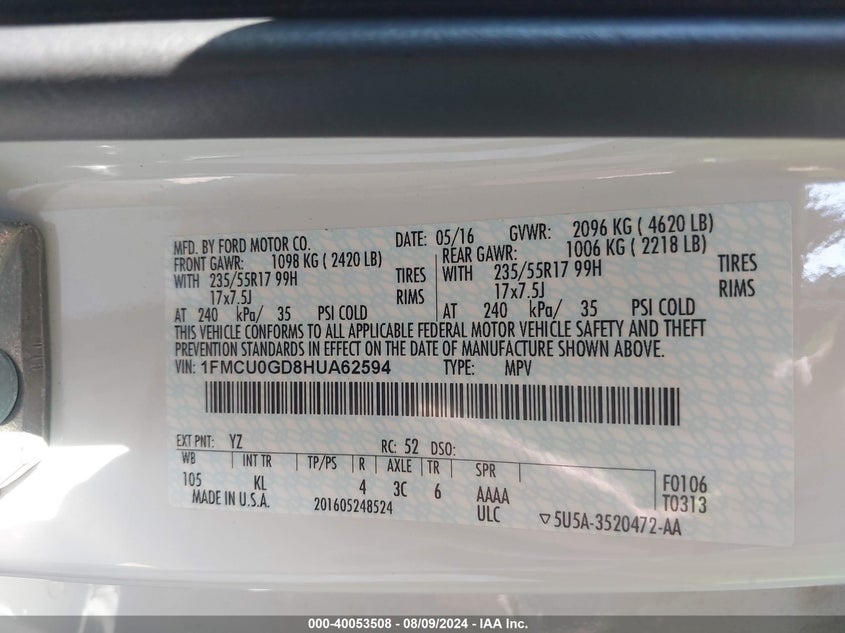 MFD. BY FORD MOTOR CO. DATE: 05/16 GVWR: 2096 KG ( 4620 LB)
FRONT GAWR: 1098 KG ( 2420 LB) REAR GAWR: 1006 KG ( 2218 LB)
WITH 235/55R17 99H TIRES WITH 235/55R17 99H TIRES
17x7.5J RIMS 17x7.5J RIMS
AT 240 kPa/ 35 PSI COLD AT 240 kPa/ 35 PSI COLD
THIS VEHICLE CONFORMS TO ALL APPLICABLE FEDERAL MOTOR VEHICLE SAFETY AND THEFT
PREVENTION STANDARDS IN EFFECT ON THE DATE OF MANUFACTURE SHOWN ABOVE.
VIN: 1FMCU0GD8HUA62594 TYPE: MPV
EXT PNT: YZ RC: 52 DSO:
WB INT TR TP/PS R AXLE TR SPR
105 KL 4 3C 6 AAAA F0106
MADE IN U.S.A. 201605248524 ULC T0313
▽5U5A-3520472-AA
000-40053508 - 08/09/2024 - IAA Inc.